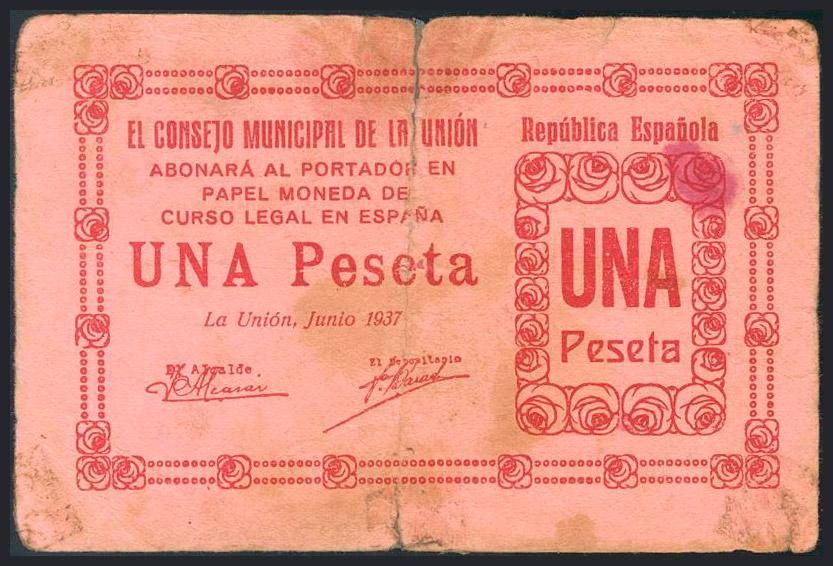 EL CONSEJO MUNICIPAL DE LA UNIÓN
ABONARÁ AL PORTADOR EN
PAPEL MONEDA DE
CURSO LEGAL EN ESPAÑA
UNA Peseta
La Unión, Junio 1937
El Alcalde
El Depositario
República Española
UNA
Peseta